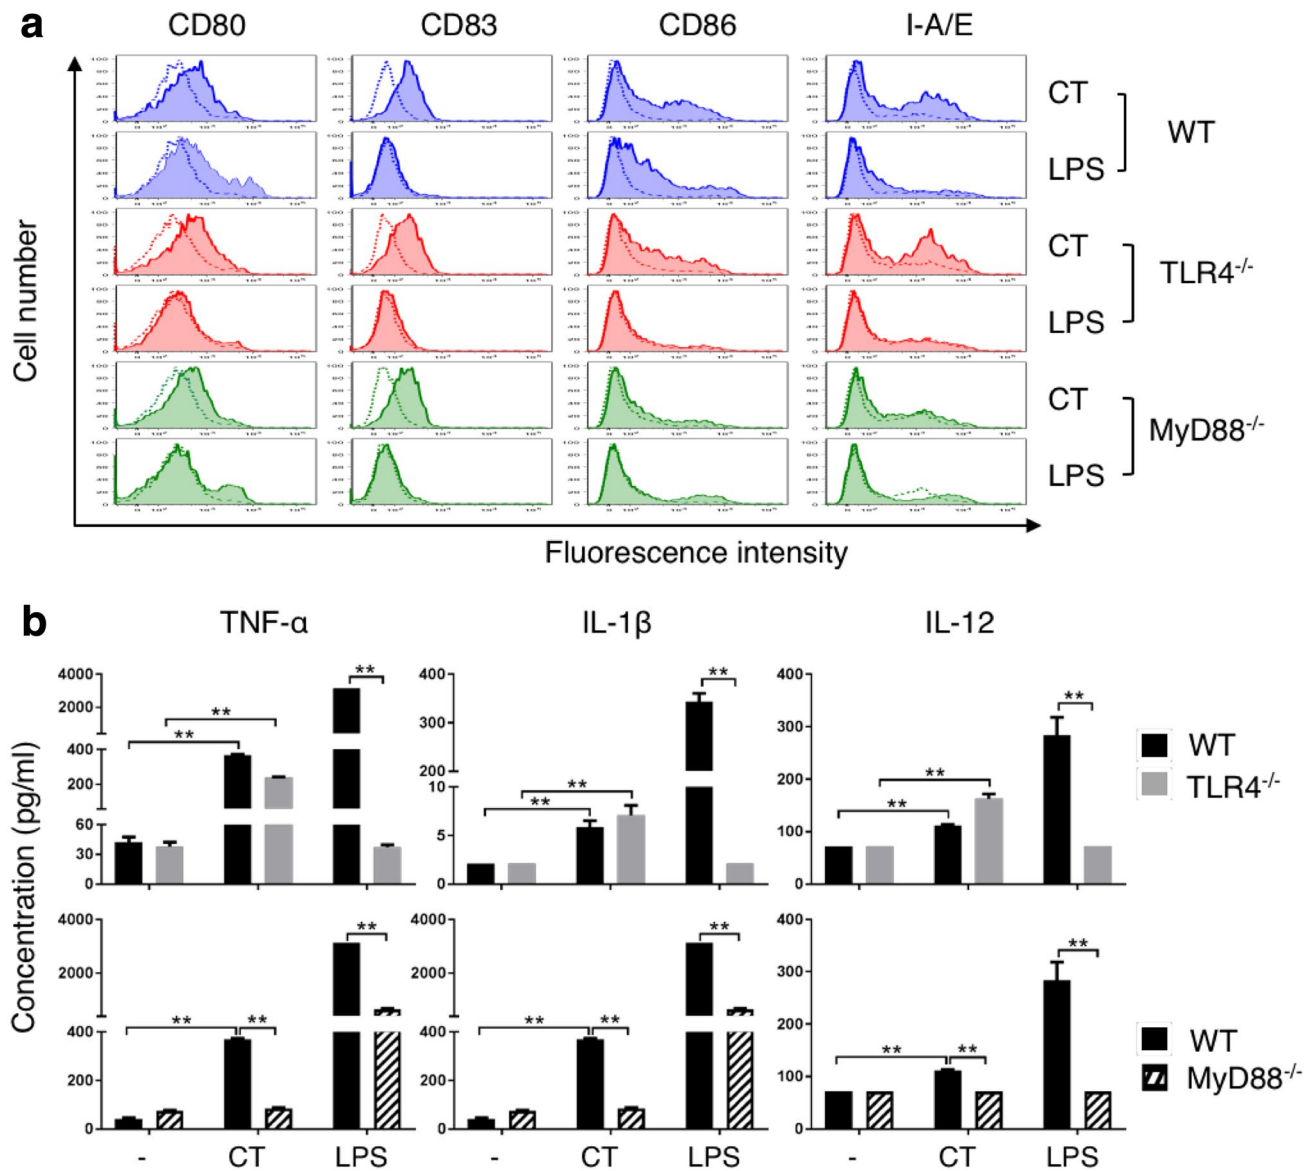 a
CD80 CD83 CD86 I-A/E
Cell number
CT
LPS
WT
CT
LPS
TLR4-/-
CT
LPS
MyD88-/-
Fluorescence intensity
b
TNF-α IL-1β IL-12
Concentration (pg/ml)
4000
2000
400
200
60
30
0
** ** **
400
300
200
10
5
0
** ** **
400
300
200
100
0
** ** **
WT
TLR4-/-
4000
2000
400
200
0
** ** **
4000
2000
400
200
0
** ** **
400
300
200
100
0
** ** **
WT
MyD88-/-
- CT LPS - CT LPS - CT LPS